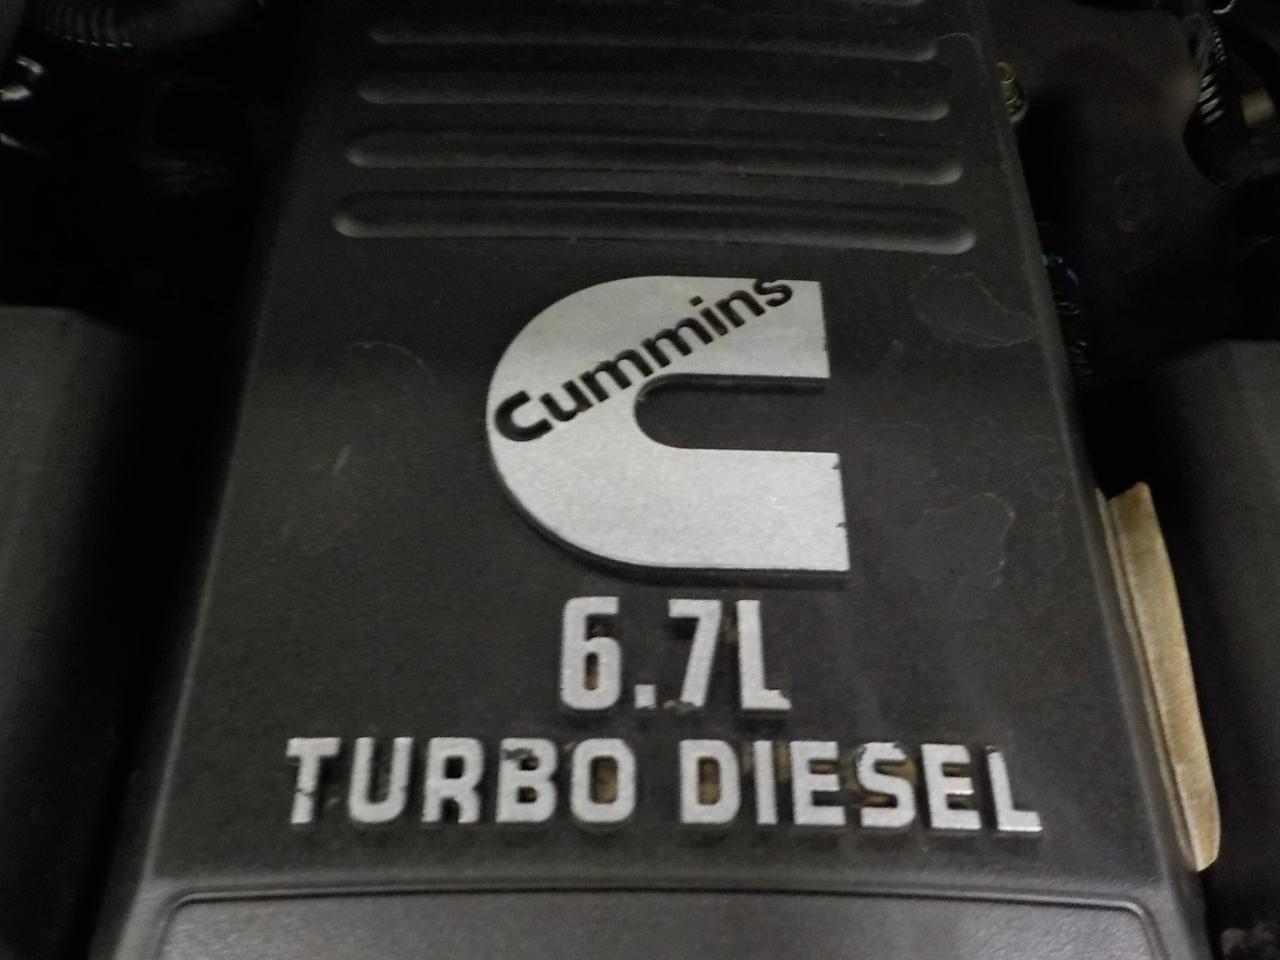 Cummins
6.7L
TURBO DIESEL